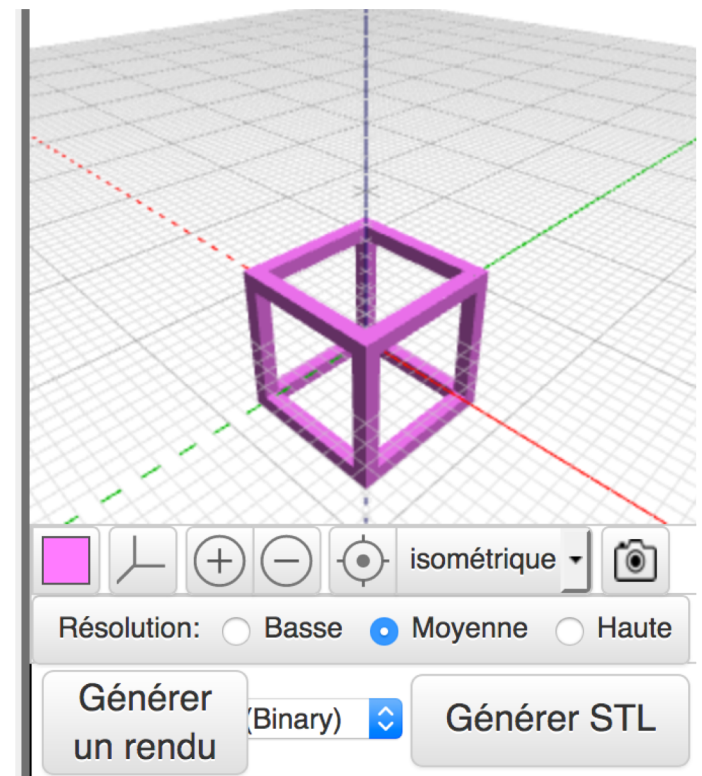 isométrique
Résolution: Basse Moyenne Haute
Générer
un rendu
(Binary)
Générer STL